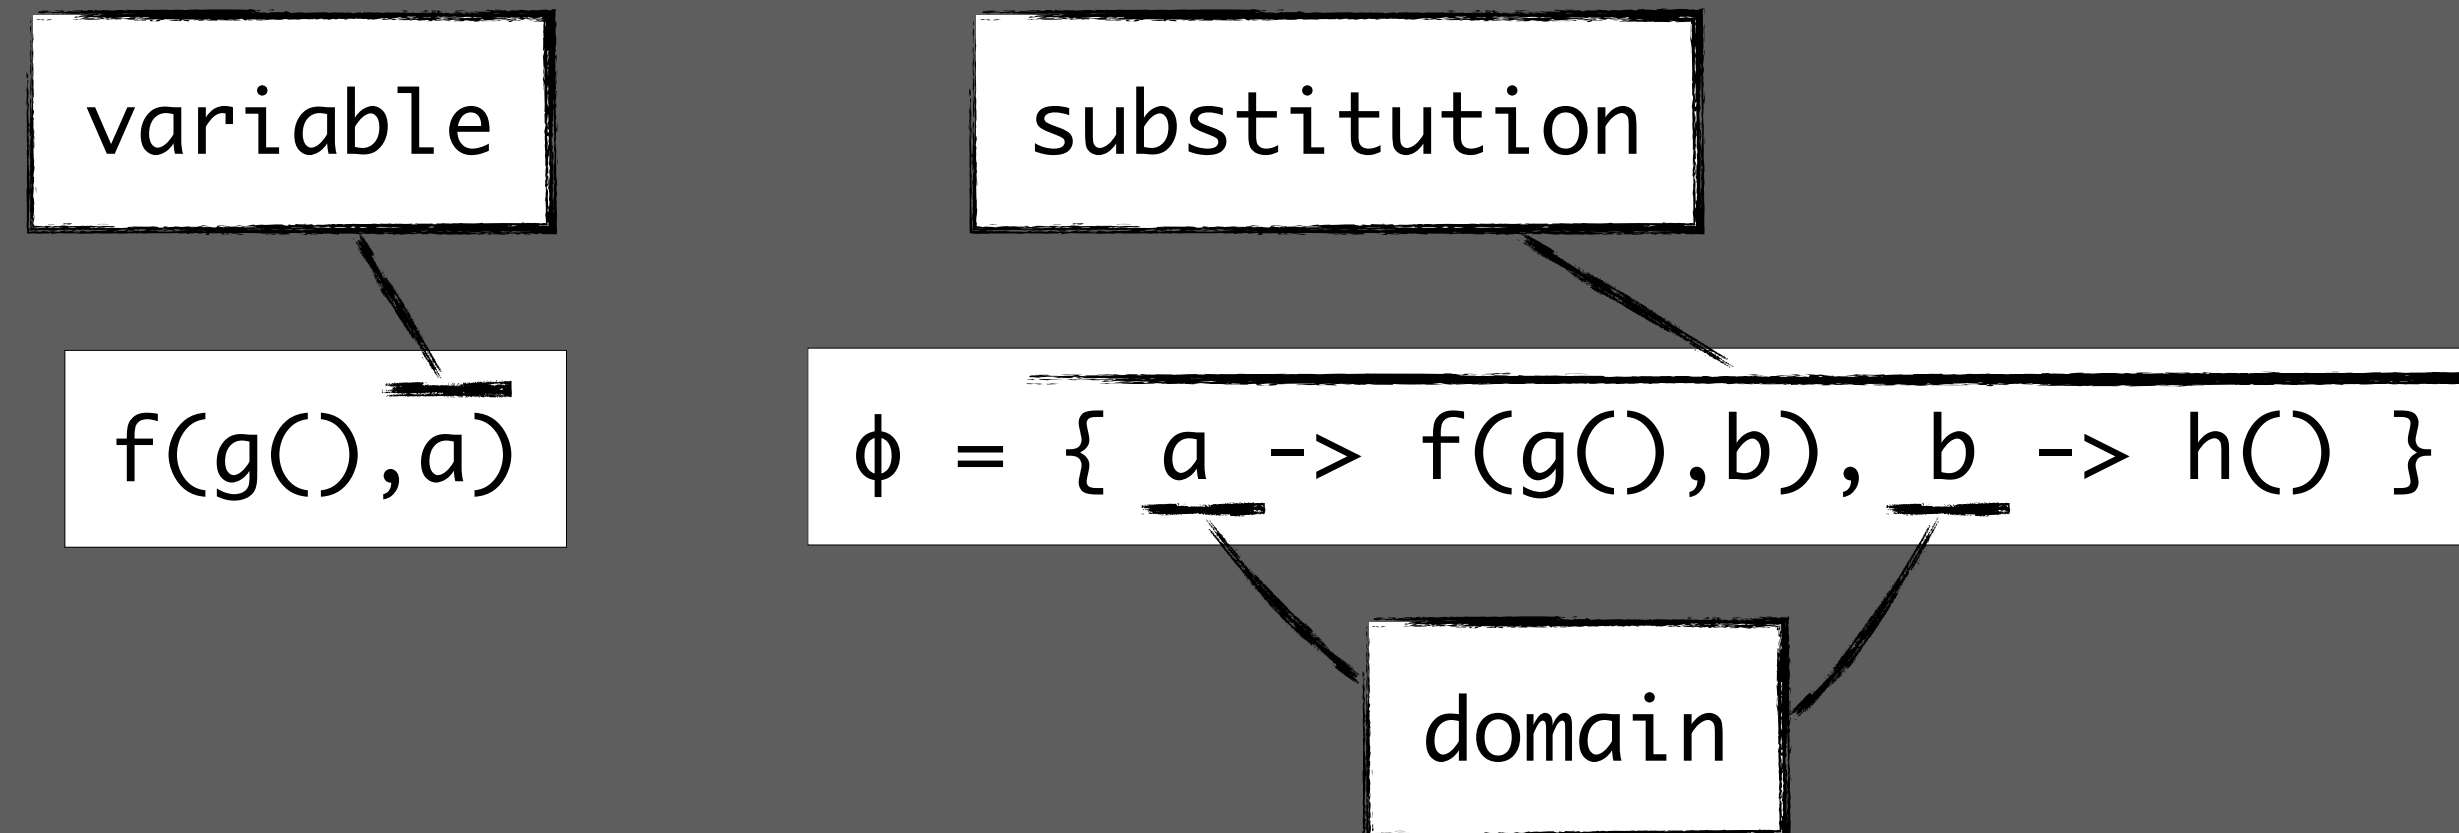 variable
substitution
f(g(),a)
ϕ = { a -> f(g(),b), b -> h() }
domain